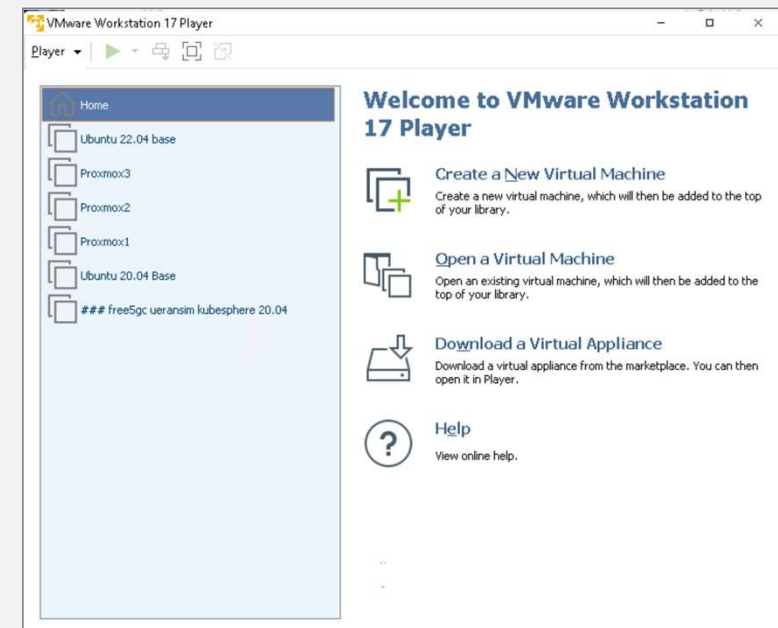 VMware Workstation 17 Player
Player
Home
Ubuntu 22.04 base
Proxmox3
Proxmox2
Proxmox1
Ubuntu 20.04 Base
### free5gc ueransim kubesphere 20.04
Welcome to VMware Workstation
17 Player
Create a New Virtual Machine
Create a new virtual machine, which will then be added to the top
of your library.
Open a Virtual Machine
Open an existing virtual machine, which will then be added to the
top of your library.
Download a Virtual Appliance
Download a virtual appliance from the marketplace. You can then
open it in Player.
Help
View online help.